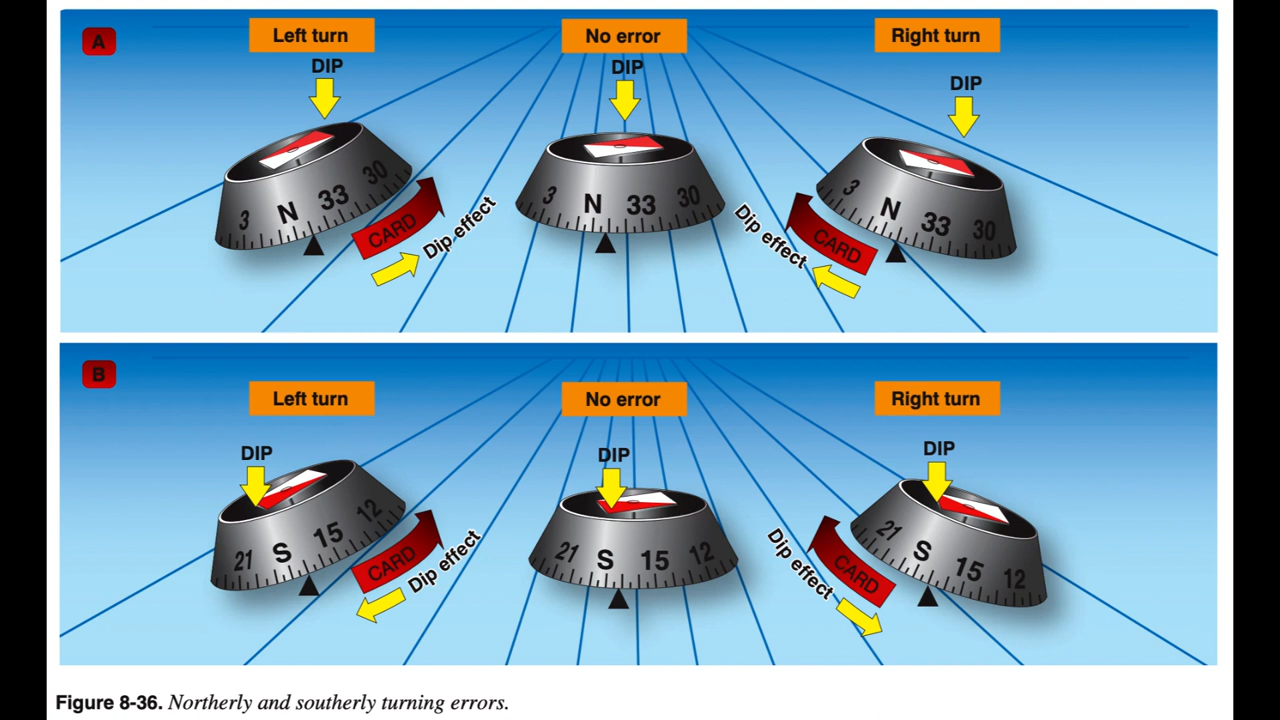 A
Left turn
No error
Right turn
DIP
DIP
DIP
3 N 33 30
3 N 33 30
3 N 33 30
CARD
Dip effect
Dip effect
CARD
B
Left turn
No error
Right turn
DIP
DIP
DIP
21 S 15 12
21 S 15 12
21 S 15 12
CARD
Dip effect
Dip effect
CARD
Figure 8-36. Northerly and southerly turning errors.